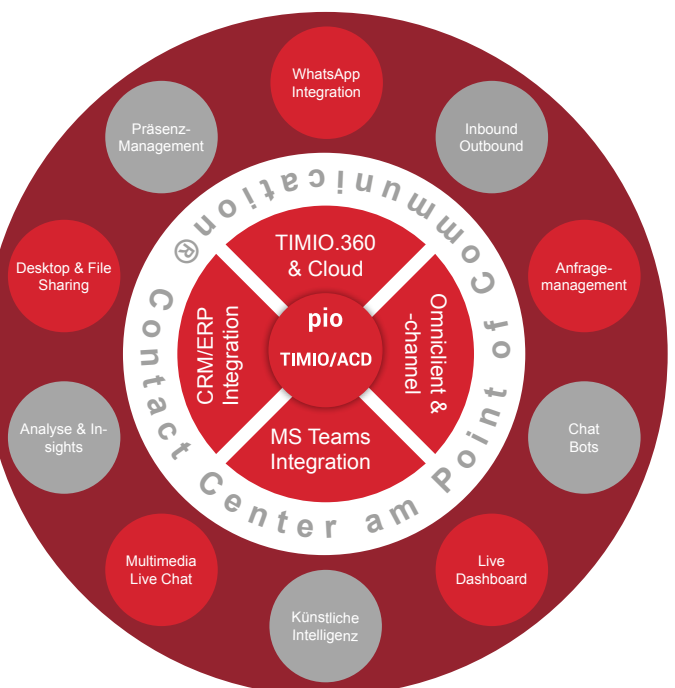 WhatsApp
Integration
Inbound
Outbound
Anfrage-
management
Chat
Bots
Live
Dashboard
Künstliche
Intelligenz
Multimedia
Live Chat
Analyse & In-
sights
Desktop & File
Sharing
Präsenz-
Management
Contact Center am Point of Communication®
TIMIO.360
& Cloud
Omniclient &
-channel
MS Teams
Integration
CRM/ERP
Integration
pio
TIMIO/ACD